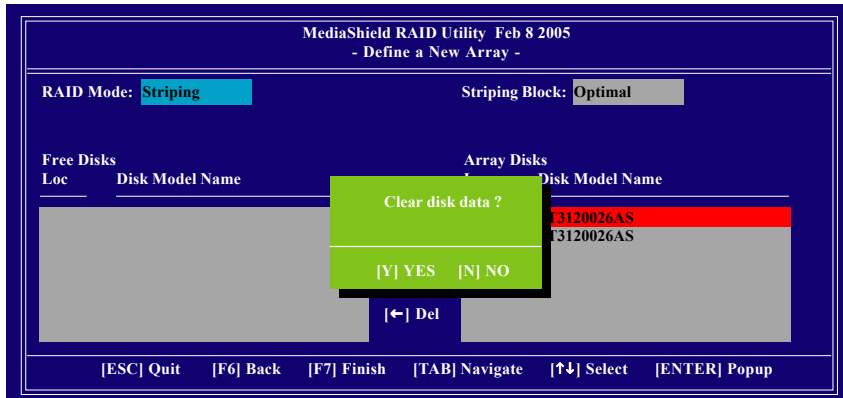 MediaShield RAID Utility Feb 8 2005
- Define a New Array -
RAID Mode: Striping
Striping Block: Optimal
Free Disks
Array Disks
Loc Disk Model Name
Disk Model Name
Clear disk data ?
T3120026AS
T3120026AS
[Y] YES [N] NO
[←] Del
[ESC] Quit [F6] Back [F7] Finish [TAB] Navigate [↑↓] Select [ENTER] Popup